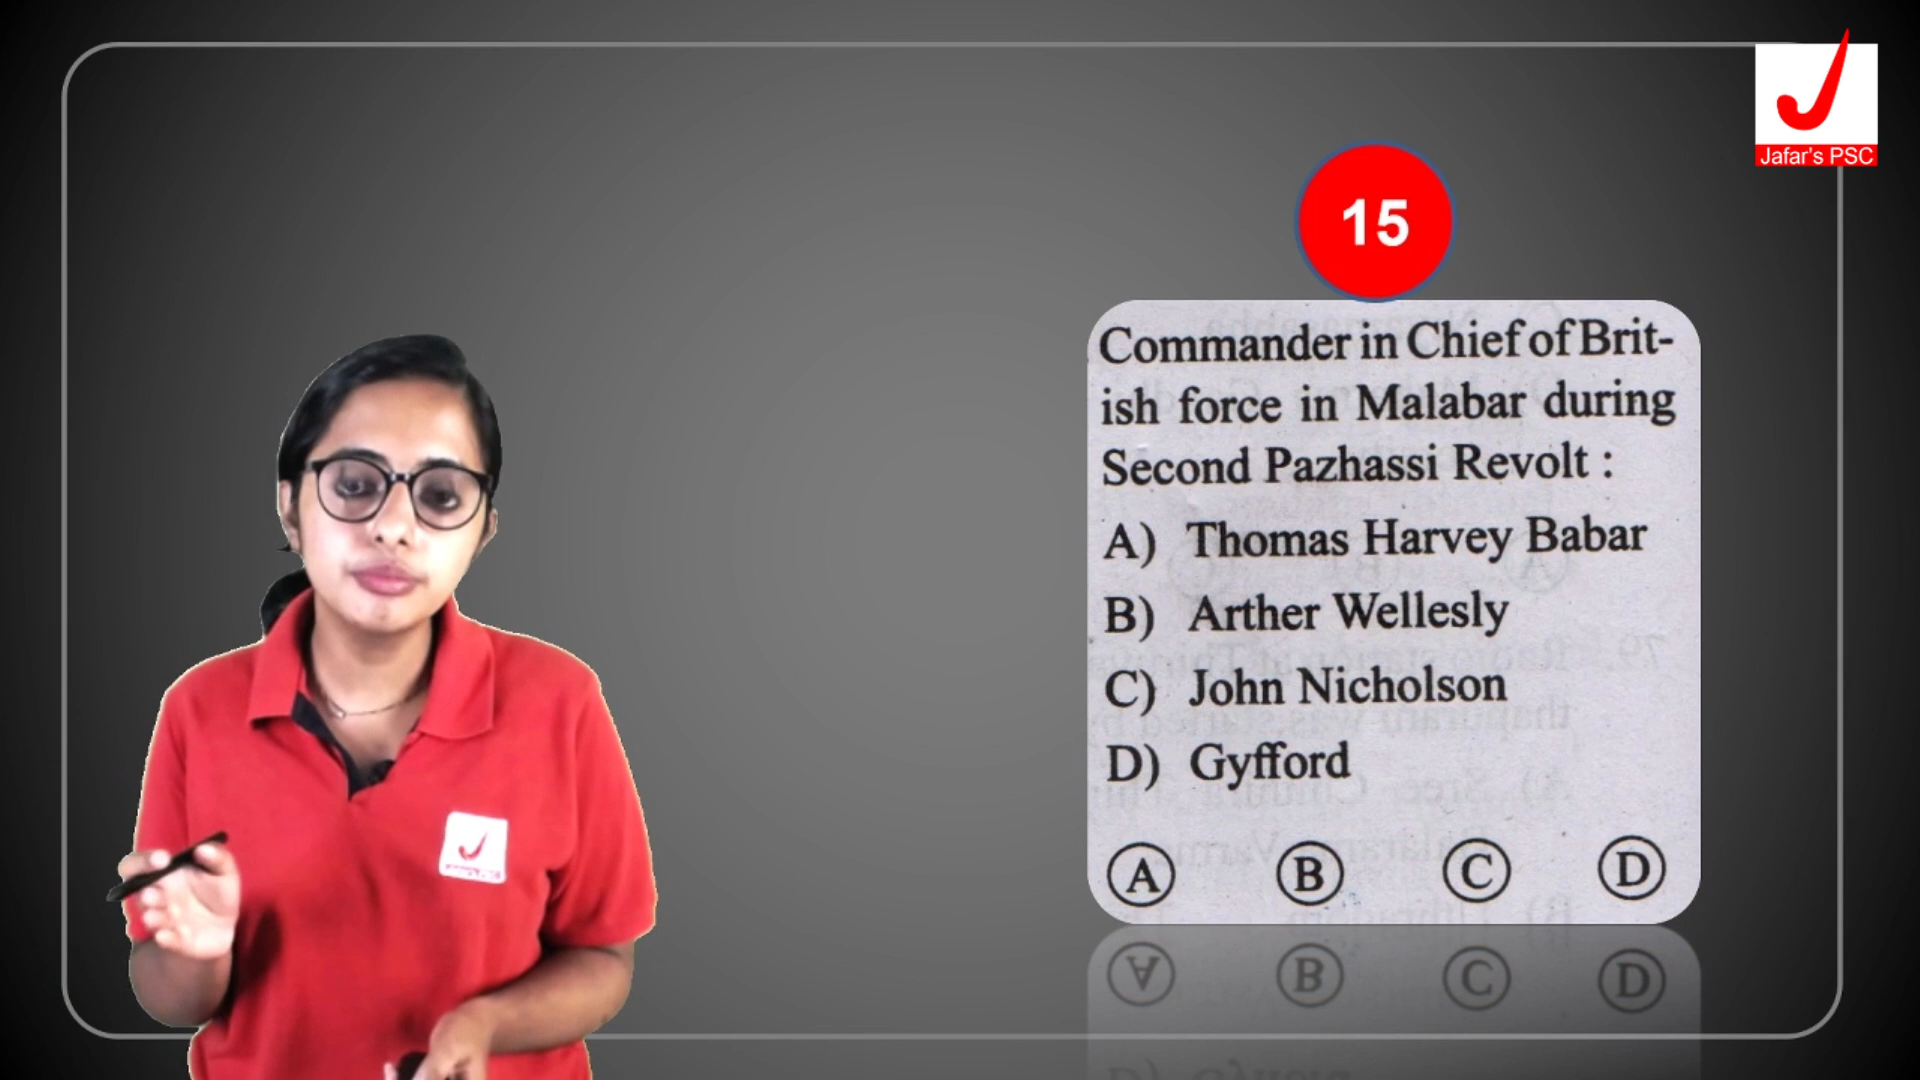 Jafar's PSC
15
Commander in Chief of Brit-
ish force in Malabar during
Second Pazhassi Revolt :
A) Thomas Harvey Babar
B) Arther Wellesly
C) John Nicholson
D) Gyfford
A B C D